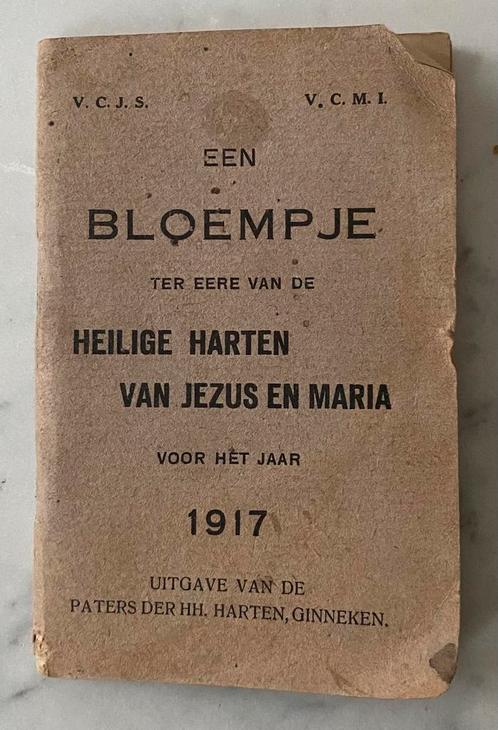 V. C. J. S. V. C. M. I.
EEN
BLOEMPJE
TER EERE VAN DE
HEILIGE HARTEN
VAN JEZUS EN MARIA
VOOR HET JAAR
1917
UITGAVE VAN DE
PATERS DER HH. HARTEN, GINNEKEN.